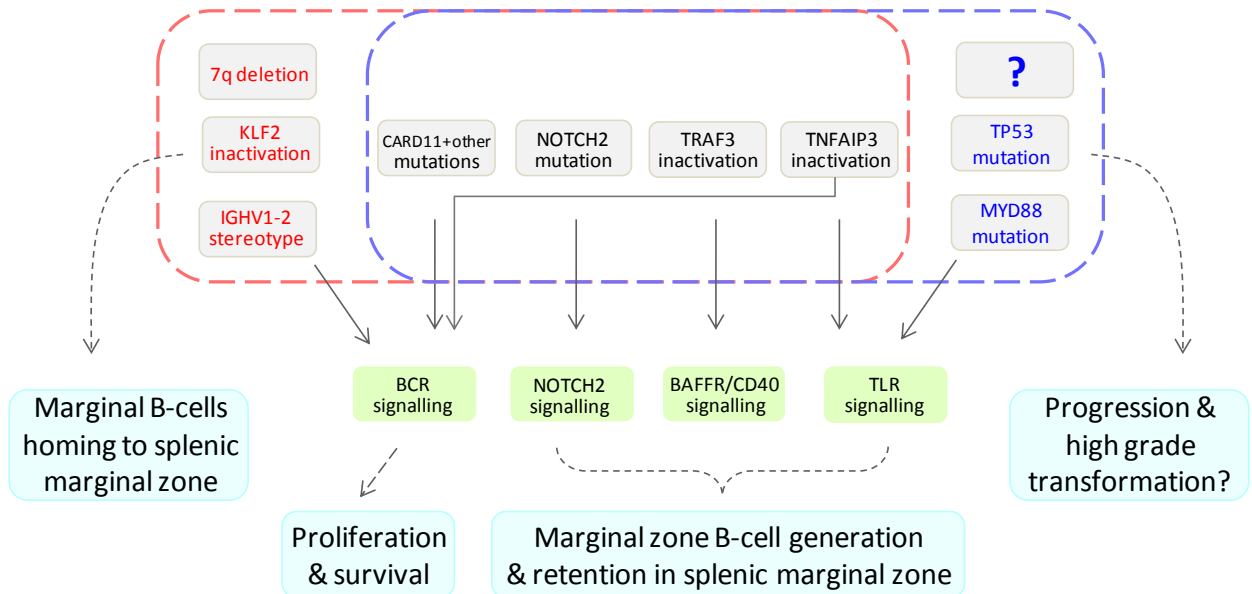 7q deletion
?
KLF2
inactivation
CARD11+other
mutations
NOTCH2
mutation
TRAF3
inactivation
TNFAIP3
inactivation
TP53
mutation
IGHV1-2
stereotype
MYD88
mutation
BCR
signalling
NOTCH2
signalling
BAFFR/CD40
signalling
TLR
signalling
Marginal B-cells
homing to splenic
marginal zone
Progression &
high grade
transformation?
Proliferation
& survival
Marginal zone B-cell generation
& retention in splenic marginal zone